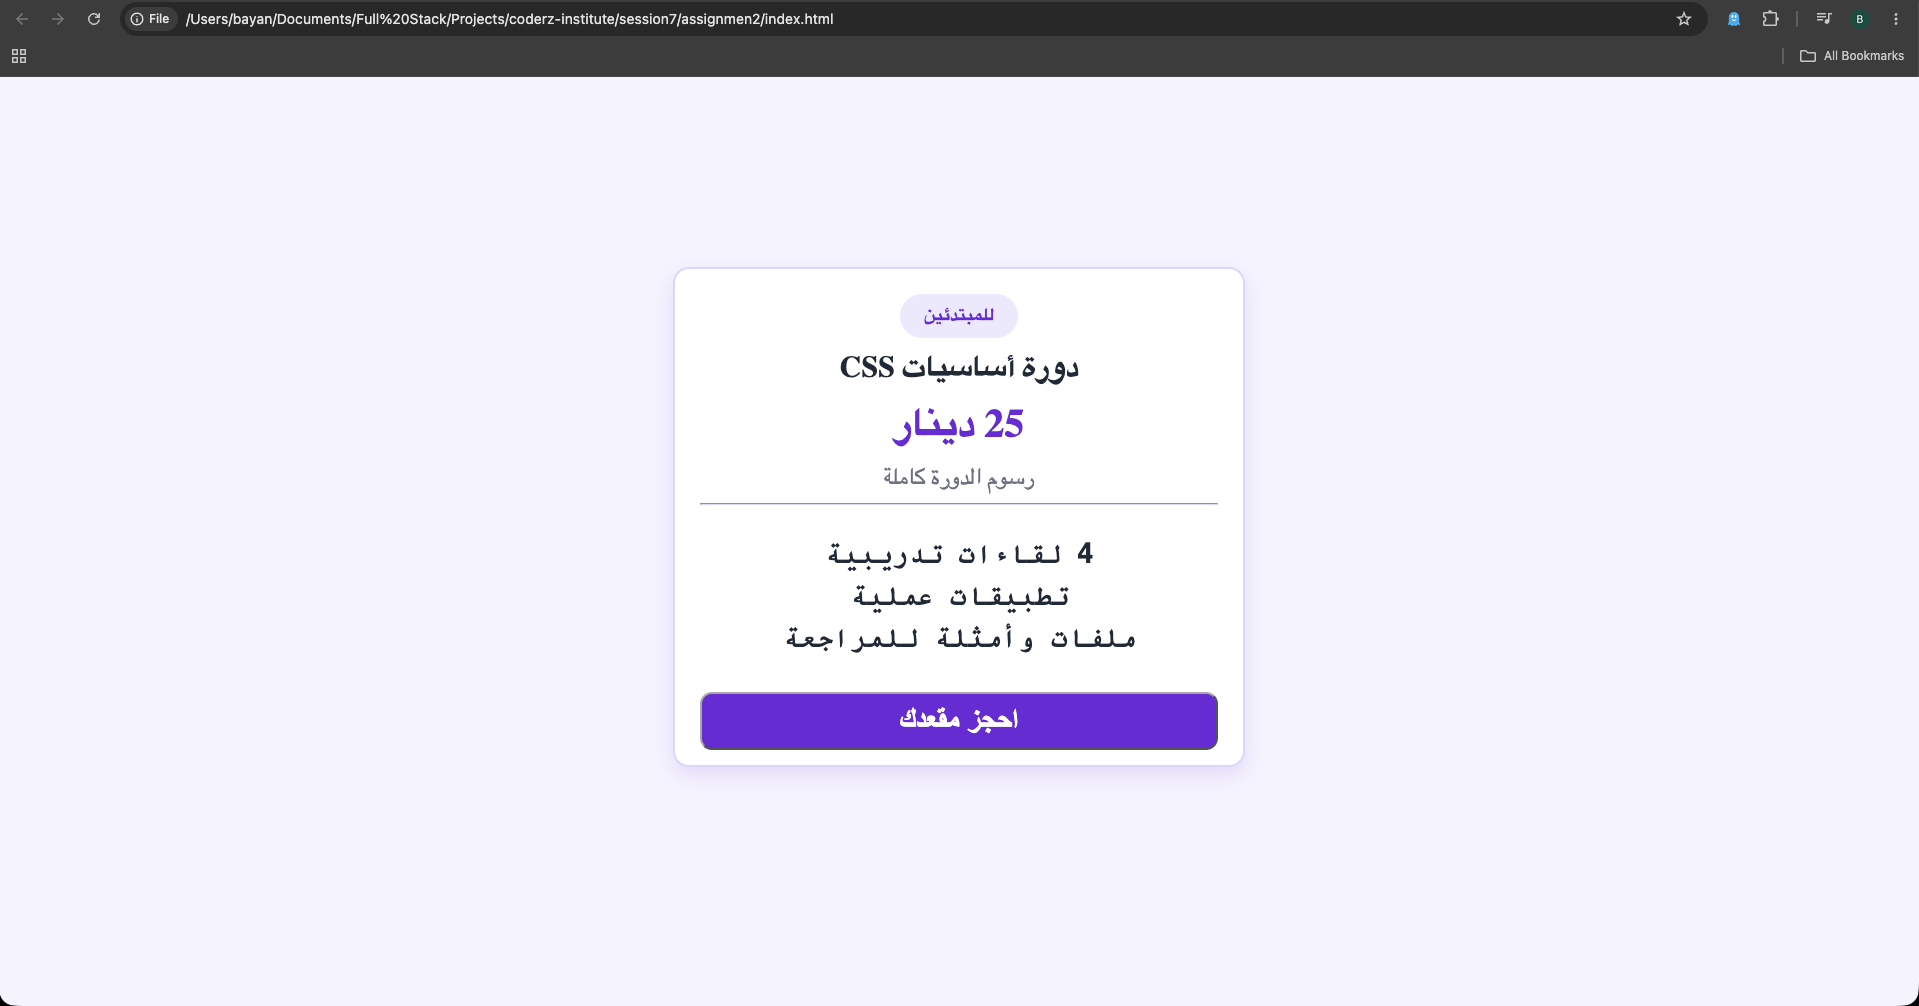 File
/Users/bayan/Documents/Full%20Stack/Projects/coderz-institute/session7/assignmen2/index.html
B
All Bookmarks
للمبتدئين
دورة أساسيات CSS
25 دينار
رسوم الدورة كاملة
4 لقاءات تدريبية
تطبيقات عملية
ملفات وأمثلة للمراجعة
احجز مقعدك